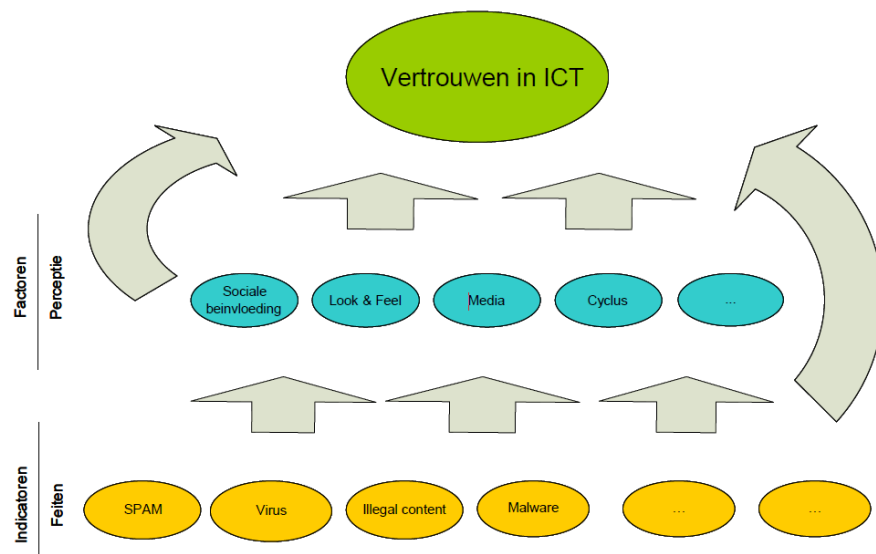 Vertrouwen in ICT
Factoren
Perceptie
Sociale
beinvloeding
Look & Feel
Media
Cyclus
...
Indicatoren
Feiten
SPAM
Virus
Illegal content
Malware
...
...